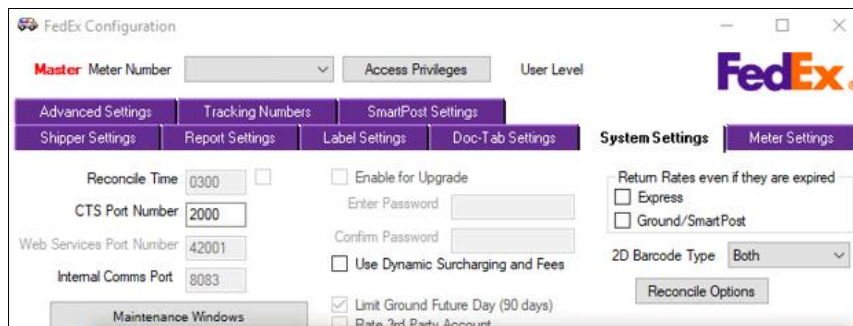 FedEx Configuration
Master Meter Number Access Privileges User Level
FedEx
Advanced Settings Tracking Numbers SmartPost Settings
Shipper Settings Report Settings Label Settings Doc-Tab Settings System Settings Meter Settings
Reconcile Time 0300
Enable for Upgrade
Return Rates even if they are expired
Express
CTS Port Number 2000
Enter Password
Ground/SmartPost
Web Services Port Number 42001
Confirm Password
2D Barcode Type Both
Use Dynamic Surcharging and Fees
Internal Comms Port 8083
Reconcile Options
Maintenance Windows
Limit Ground Future Day (90 days)
Rate 3rd Party Account